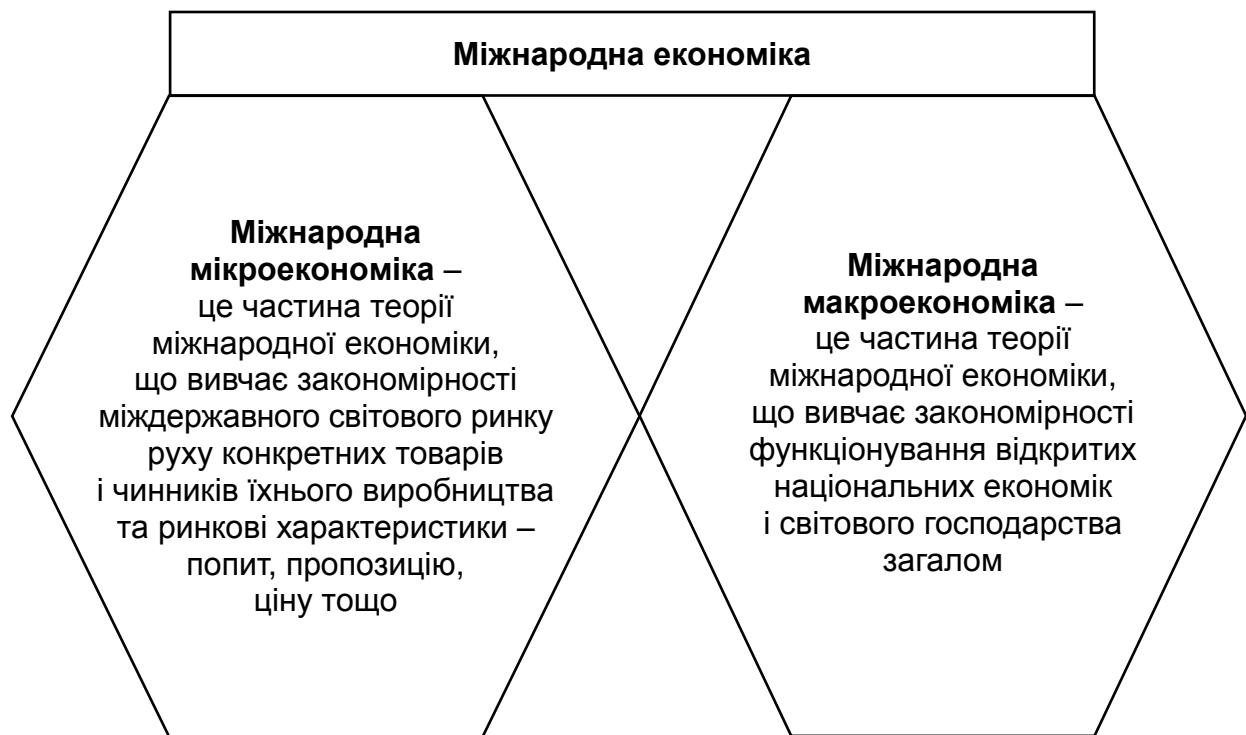 Міжнародна економіка
Міжнародна
мікроекономіка –
це частина теорії
міжнародної економіки,
що вивчає закономірності
міждержавного світового ринку
руху конкретних товарів
і чинників їхнього виробництва
та ринкові характеристики –
попит, пропозицію,
ціну тощо
Міжнародна
макроекономіка –
це частина теорії
міжнародної економіки,
що вивчає закономірності
функціонування відкритих
національних економік
і світового господарства
загалом